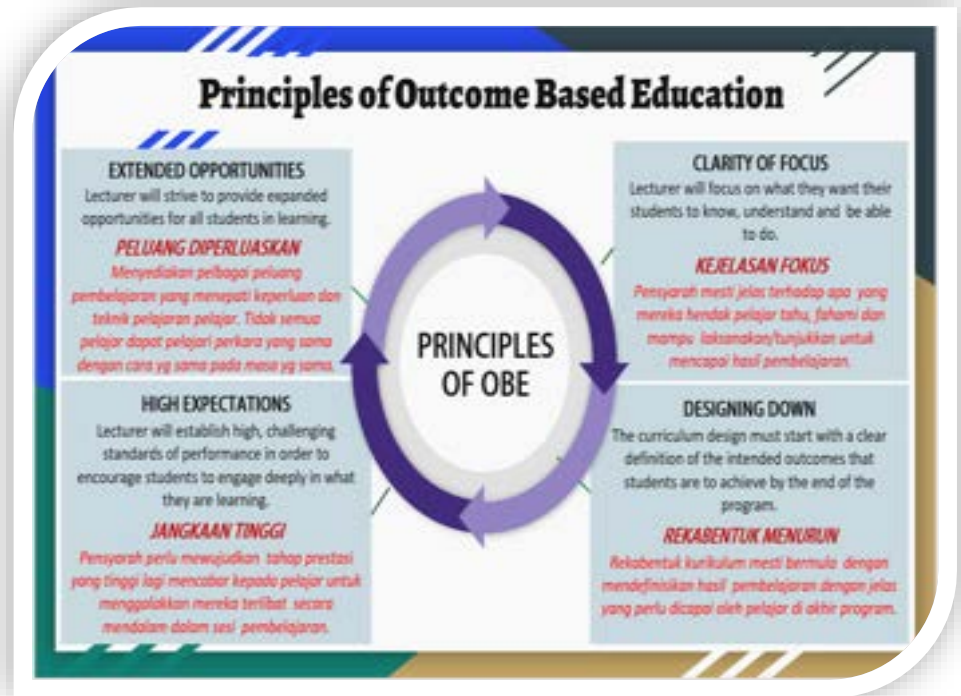 Principles of Outcome Based Education
EXTENDED OPPORTUNITIES
Lecturer will strive to provide expanded
opportunities for all students in learning.
PELUANG DIPERLUASKAN
Menyediakan pelbagai peluang
pembelajaran yang menepati keperluan dan
teknik pelajaran pelajar. Tidak semua
pelajar dapat pelajari perkara yang sama
dengan cara yg sama pada masa yg sama.
HIGH EXPECTATIONS
Lecturer will establish high, challenging
standards of performance in order to
encourage students to engage deeply in what
they are learning.
JANGKAAN TINGGI
Pensyarah perlu mewujudkan tahap prestasi
yang tinggi lagi mencabar kepada pelajar untuk
menggalakkan mereka terlibat secara
mendalam dalam sesi pembelajaran.
PRINCIPLES
OF OBE
CLARITY OF FOCUS
Lecturer will focus on what they want their
students to know, understand and be able
to do.
KEJELASAN FOKUS
Pensyarah mesti jelas terhadap apa yang
mereka hendak pelajar tahu, fahami dan
mampu laksanakan/tunjukkan untuk
mencapai hasil pembelajaran.
DESIGNING DOWN
The curriculum design must start with a clear
definition of the intended outcomes that
students are to achieve by the end of the
program.
REKABENTUK MENURUN
Rekabentuk kurikulum mesti bermula dengan
mendefinisikan hasil pembelajaran dengan jelas
yang perlu dicapai oleh pelajar di akhir program.